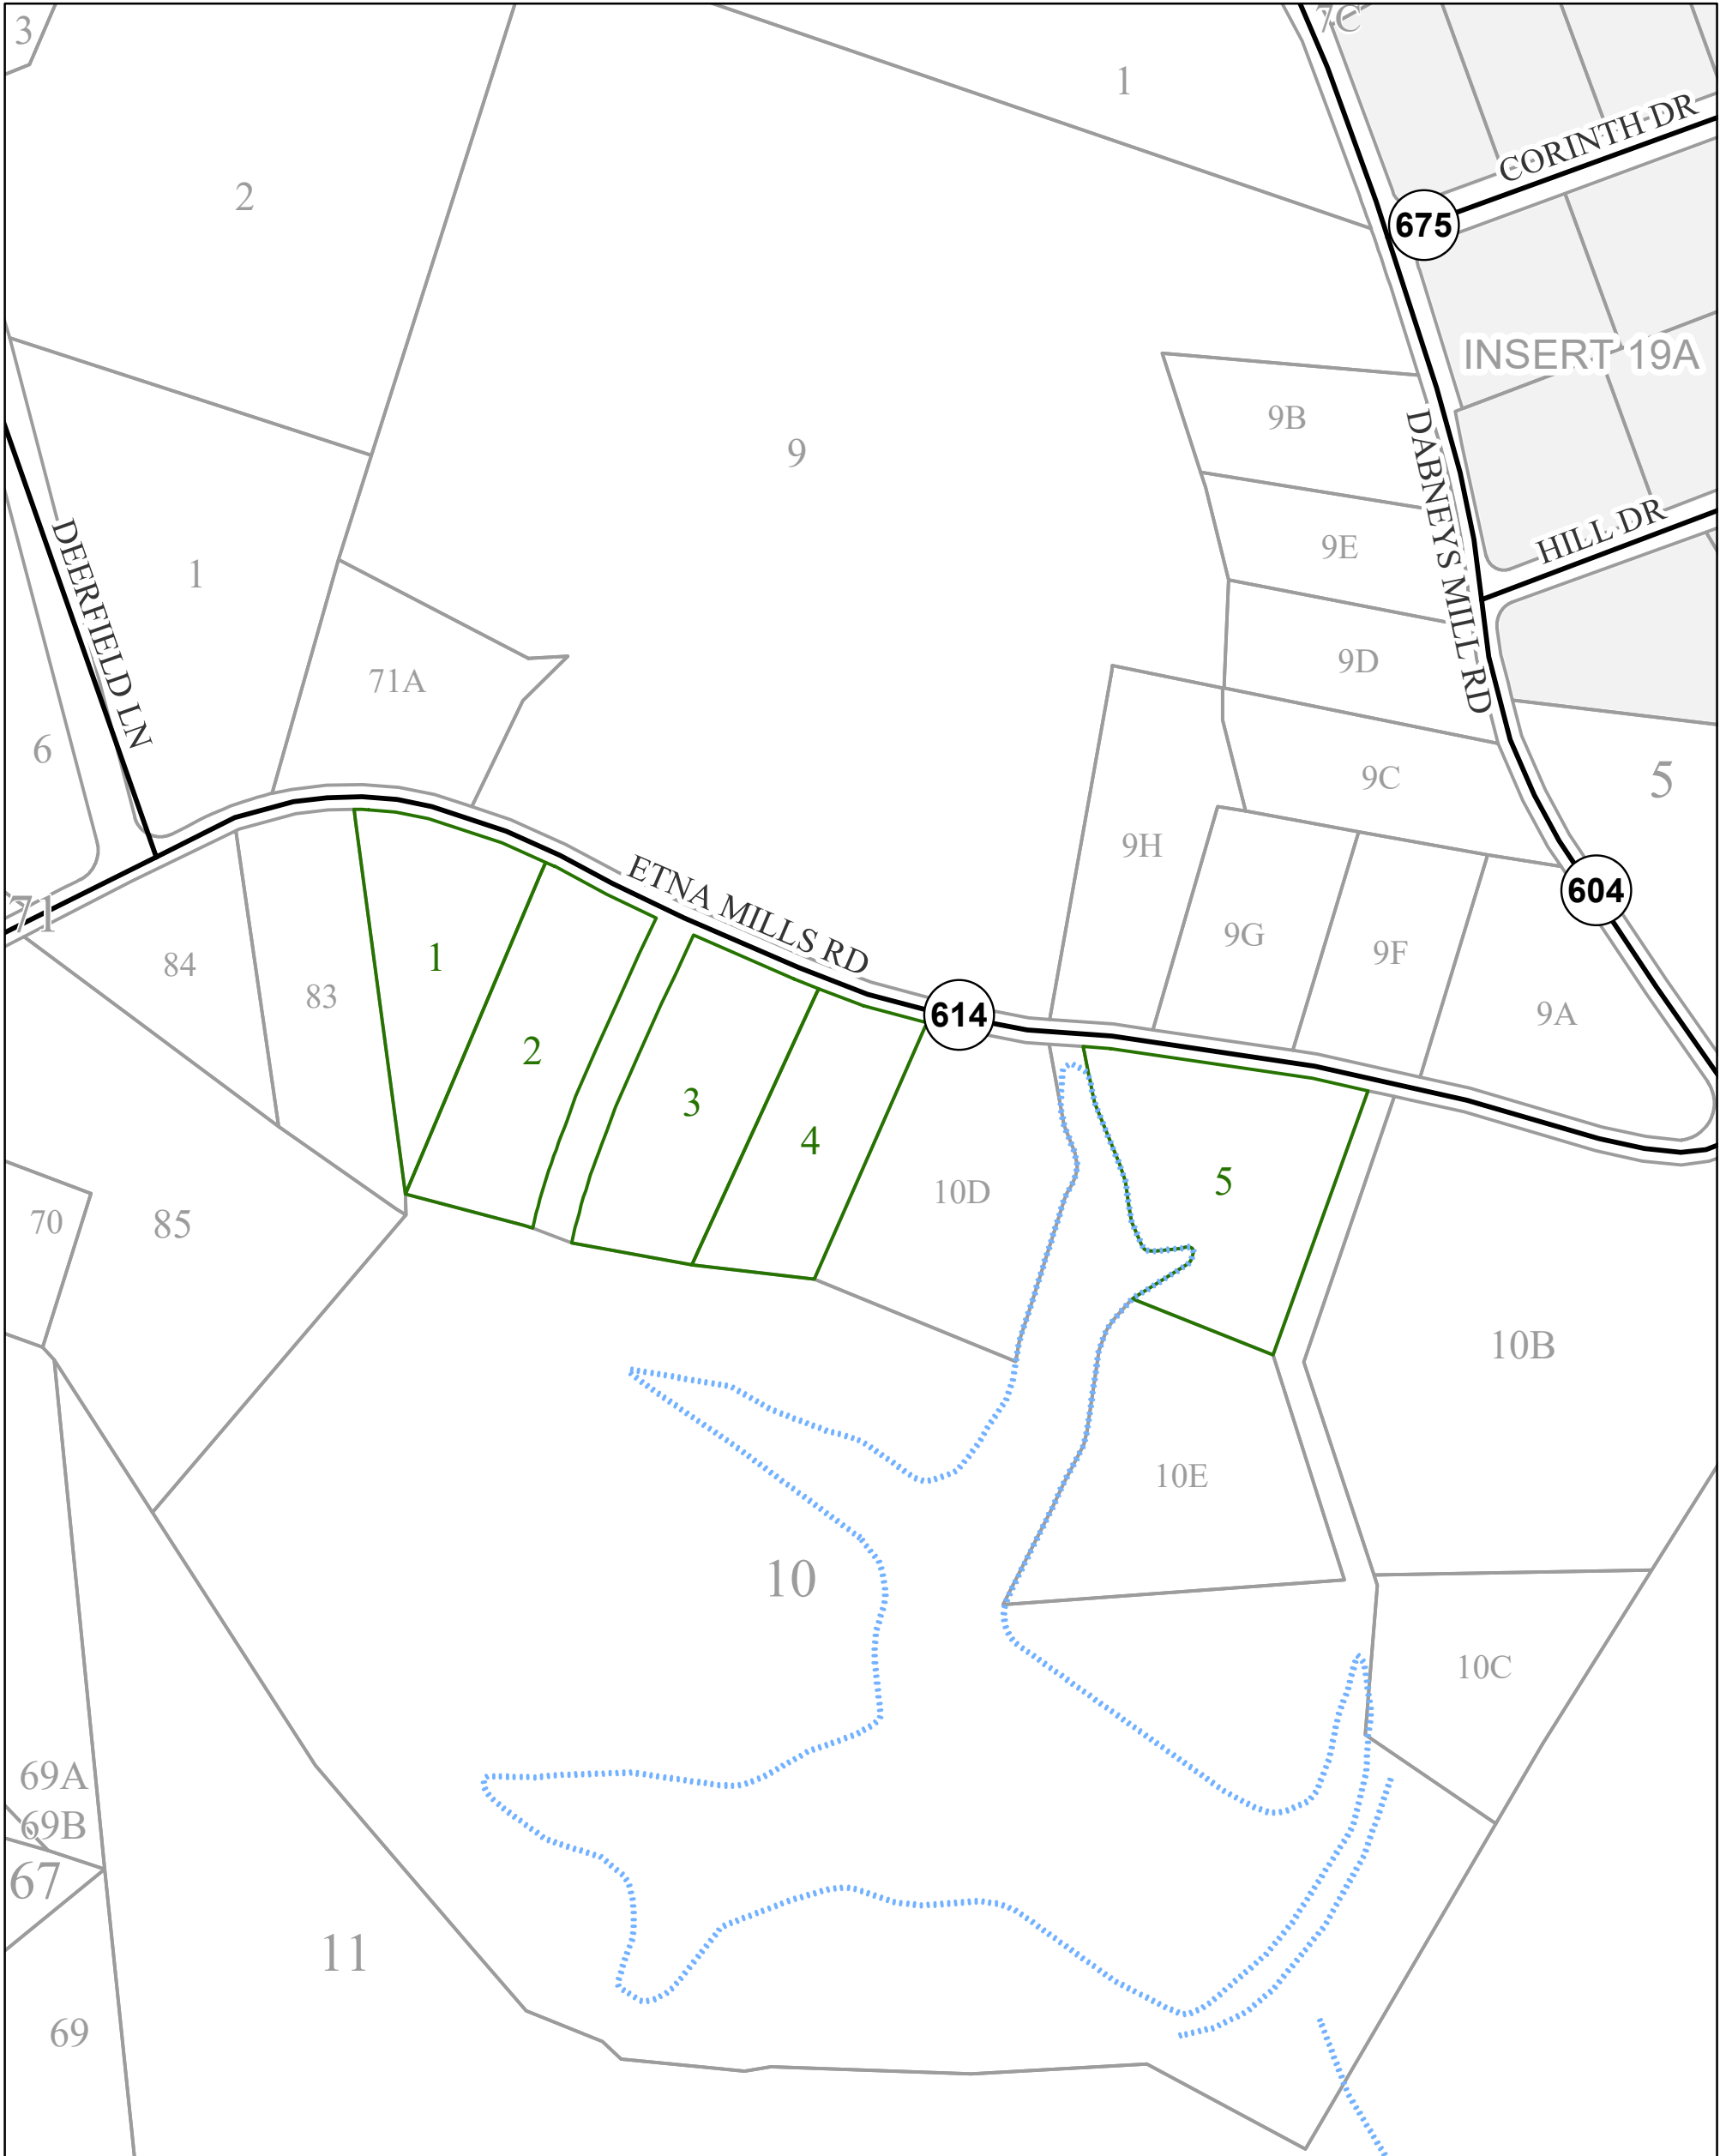 3
7C
1
CORINTH DR
2
675
INSERT 19A
9B
9
DABNEYS MILL RD
HILL DR
9E
DEERFIELD LN
1
9D
71A
6
9C
5
9H
ETNA MILLS RD
604
71
9G
9F
1
84
83
614
9A
2
3
4
5
10D
70
85
10B
10E
10
10C
69A
69B
67
11
69